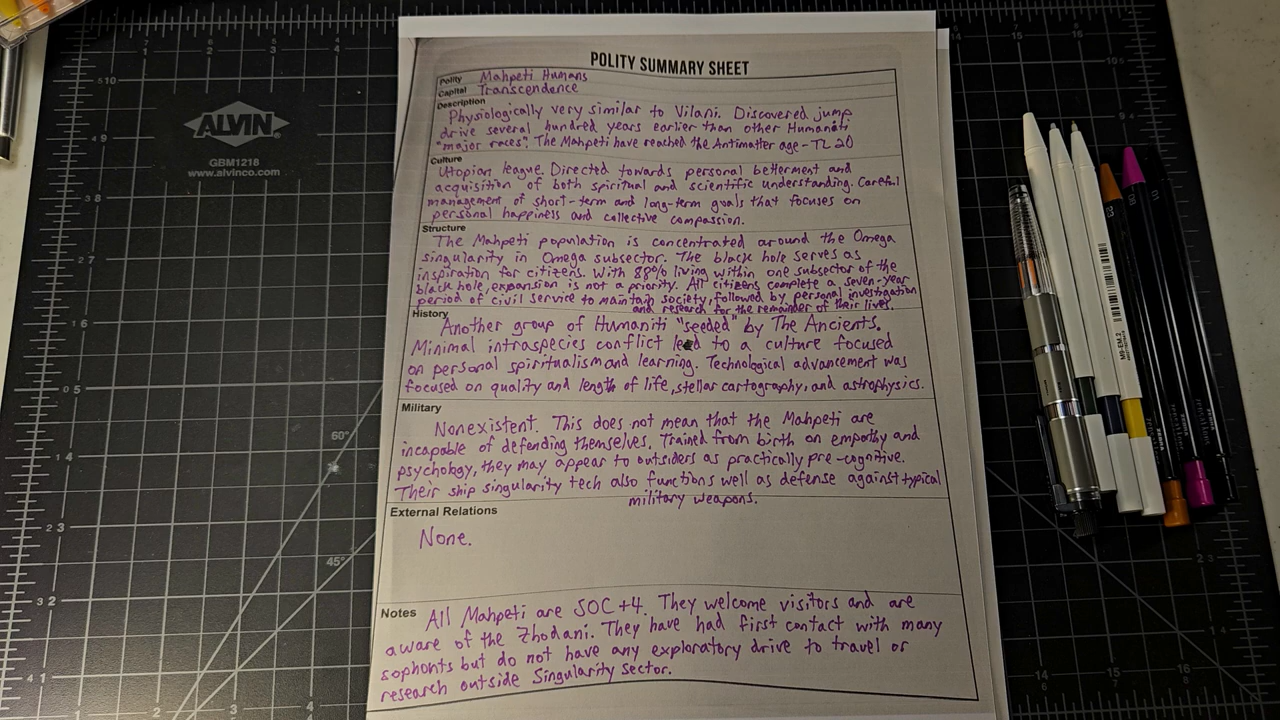 POLITY SUMMARY SHEET
Polity Mahpeti Humans
Capital Transcendence
Description
Physiologically very similar to Vilani. Discovered jump
drive several hundred years earlier than other Humaniti
"major races". The Mahpeti have reached the Antimatter age - TL 20
Culture
Utopian league. Directed towards personal betterment and
acquisition of both spiritual and scientific understanding. Careful
management of short-term and long-term goals that focuses on
personal happiness and collective compassion.
Structure
The Mahpeti population is concentrated around the Omega
singularity in Omega subsector. The black hole serves as
inspiration for citizens. With 88% living within one subsector of the
black hole, expansion is not a priority. All citizens complete a seven-year
period of civil service to maintain society, followed by personal investigation
and research for the remainder of their lives.
History
Another group of Humaniti "seeded" by The Ancients.
Minimal intraspecies conflict led to a culture focused
on personal spiritualism and learning. Technological advancement was
focused on quality and length of life, stellar cartography, and astrophysics.
Military
Nonexistent. This does not mean that the Mahpeti are
incapable of defending themselves. Trained from birth on empathy and
psychology, they may appear to outsiders as practically pre-cognitive.
Their ship singularity tech also functions well as defense against typical
military weapons.
External Relations
None.
Notes All Mahpeti are SOC +4. They welcome visitors and are
aware of the Zhodani. They have had first contact with many
sophonts but do not have any exploratory drive to travel or
research outside Singularity sector.
ALVIN
GBM1218
www.alvinco.com
60°
45°